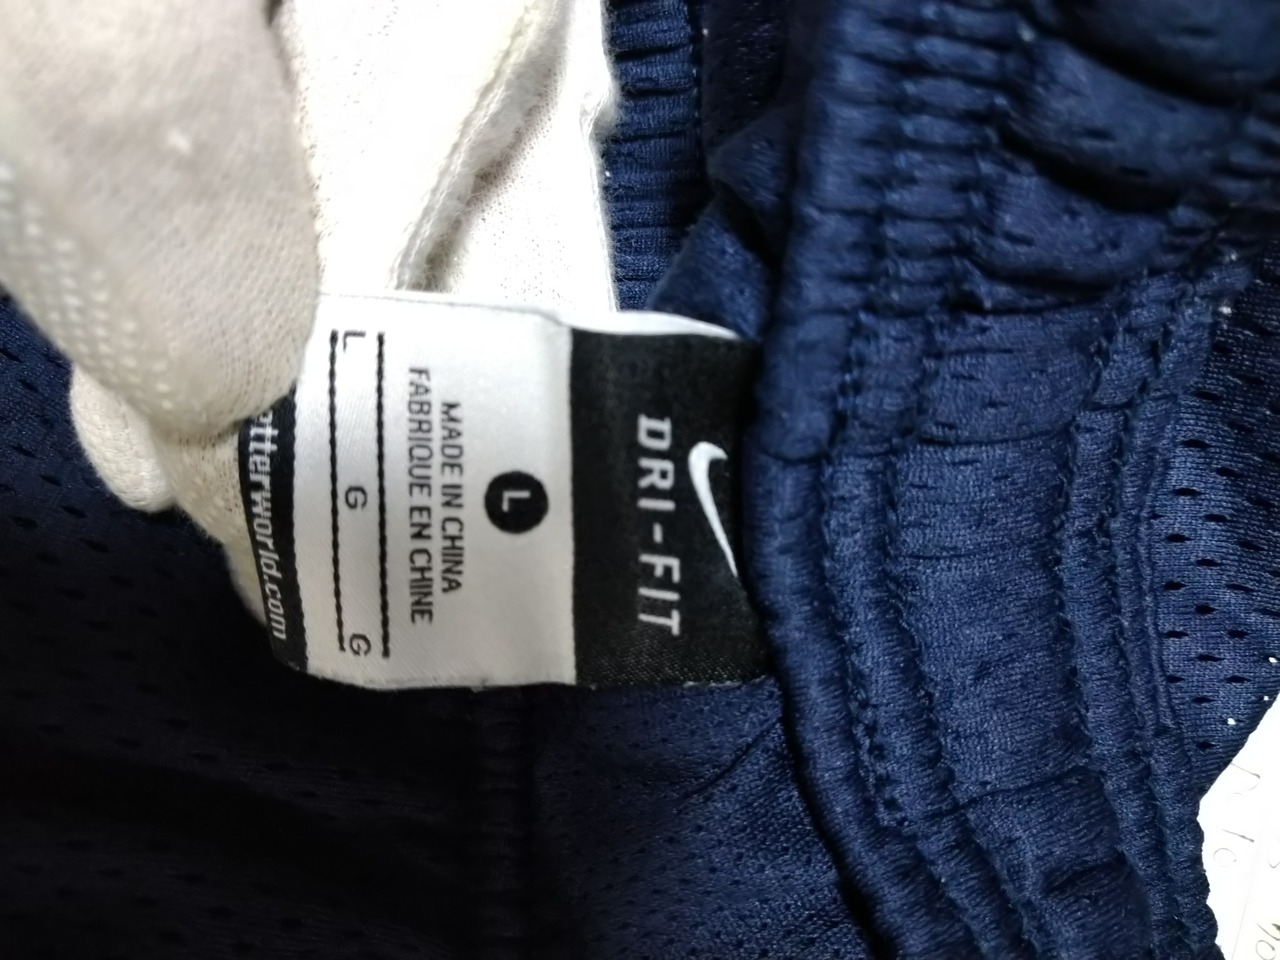 DRI-FIT
L
MADE IN CHINA
FABRIQUE EN CHINE
L G G
etterworld.com